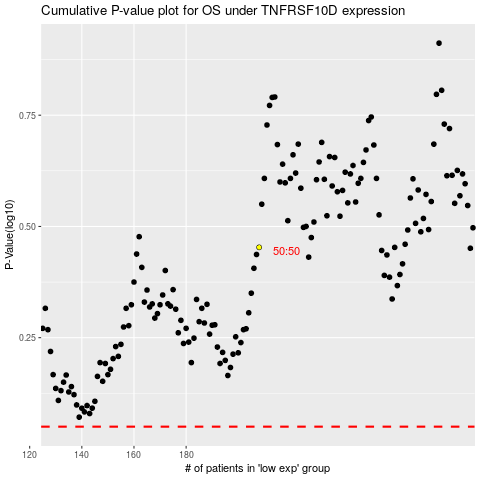 Cumulative P-value plot for OS under TNFRSF10D expression
P-Value(log10)
0.75
0.50
0.25
50:50
120 140 160 180
# of patients in 'low exp' group